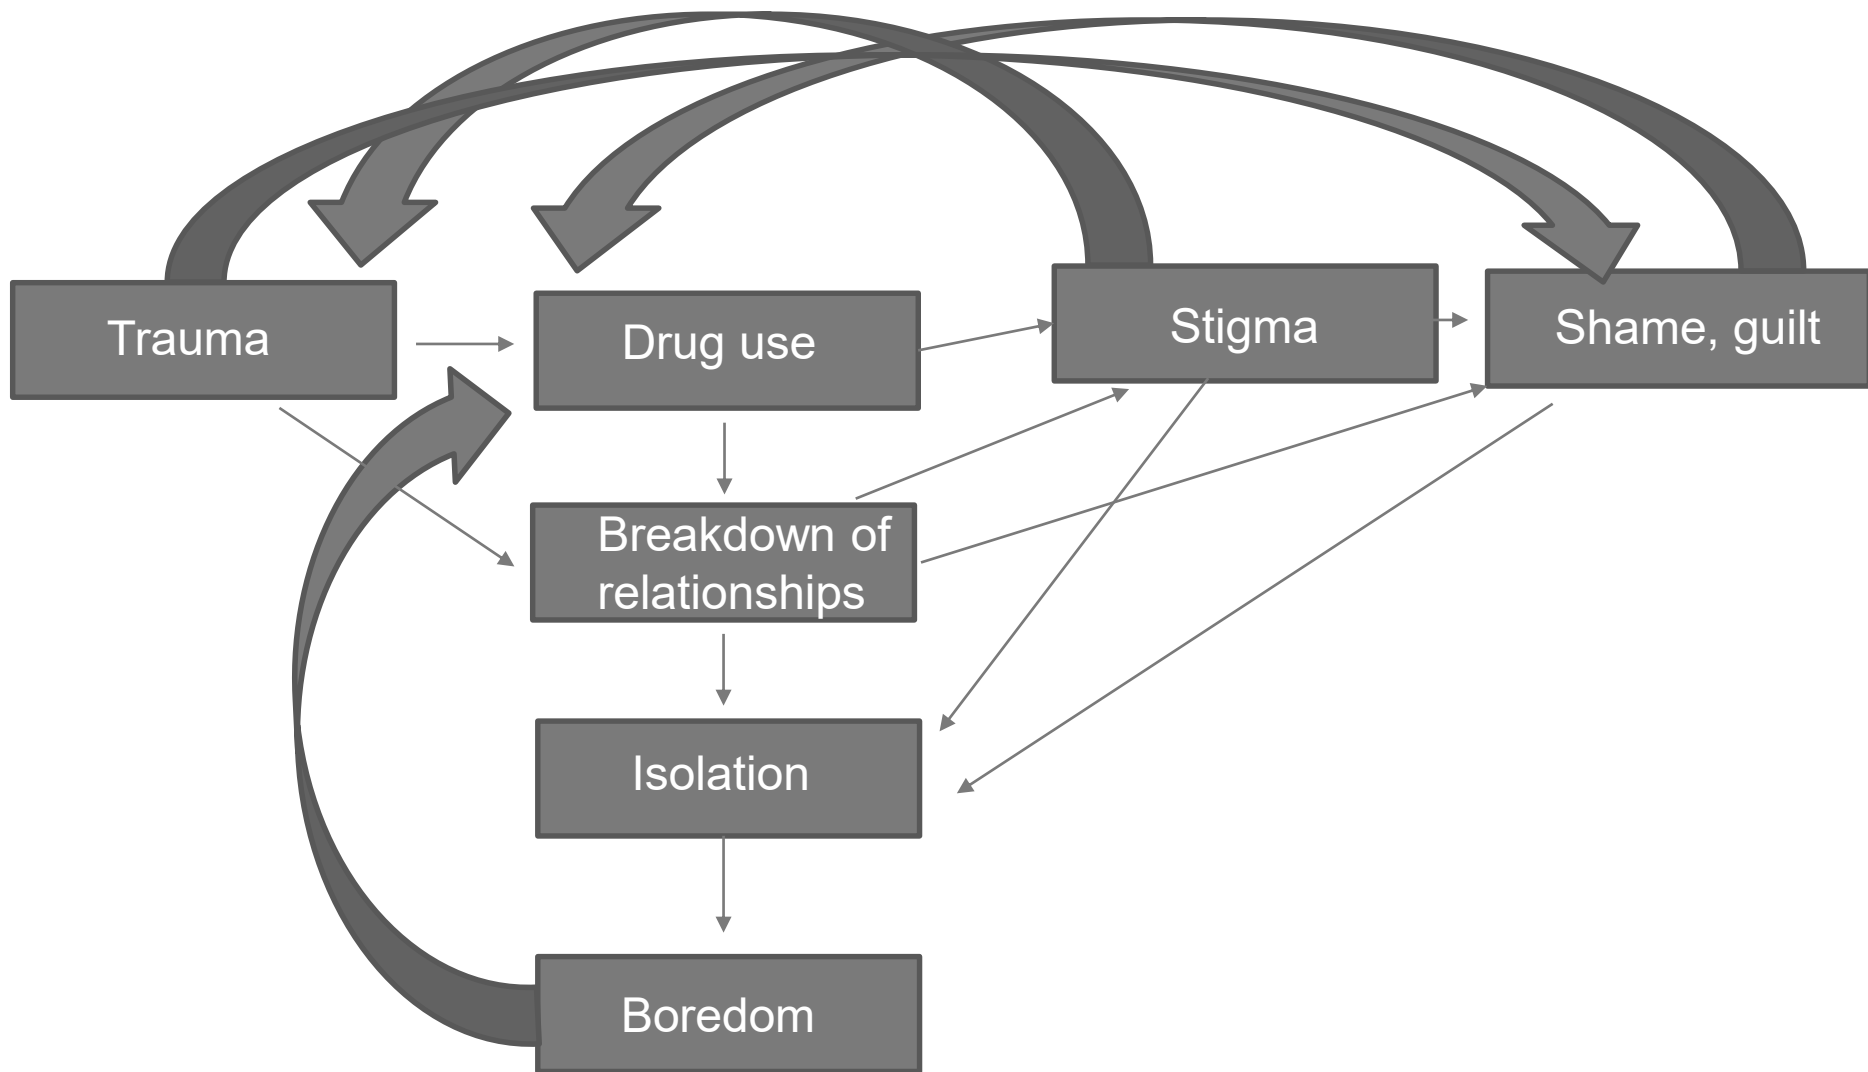 Trauma
Drug use
Stigma
Shame, guilt
Breakdown of
relationships
Isolation
Boredom